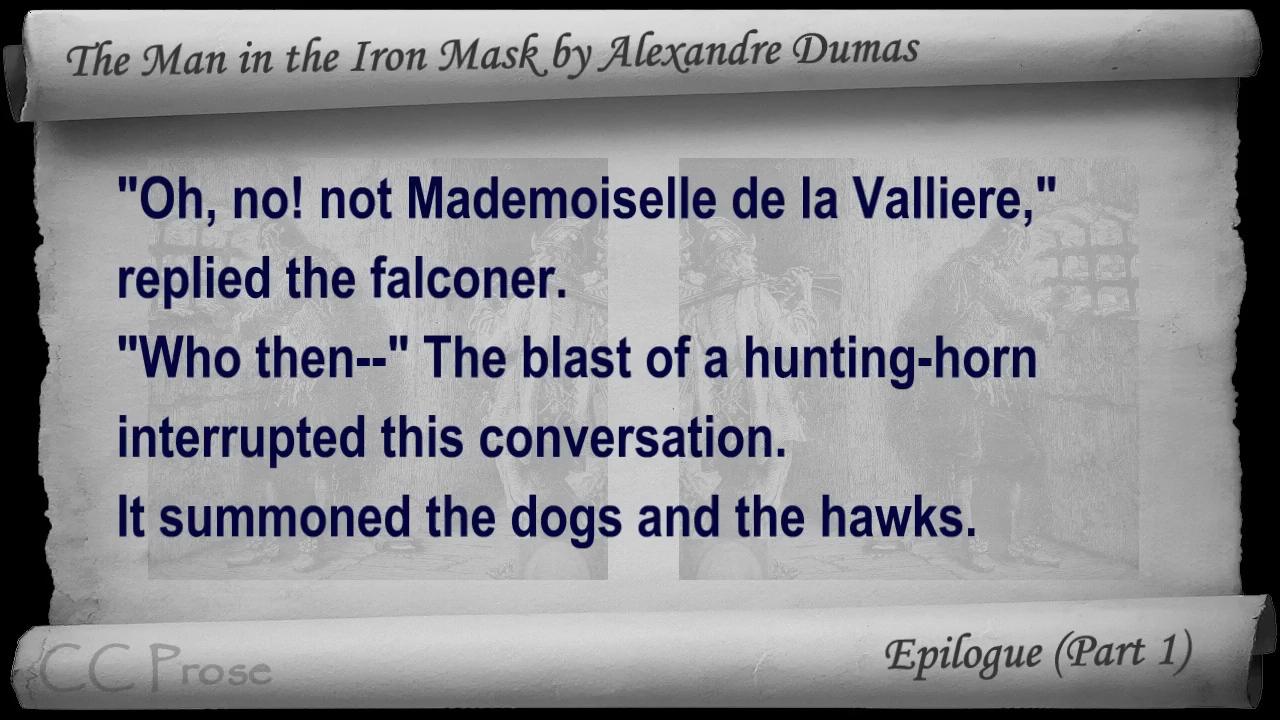 The Man in the Iron Mask by Alexandre Dumas
"Oh, no! not Mademoiselle de la Valliere,"
replied the falconer.
"Who then--" The blast of a hunting-horn
interrupted this conversation.
It summoned the dogs and the hawks.
CC Prose
Epilogue (Part 1)